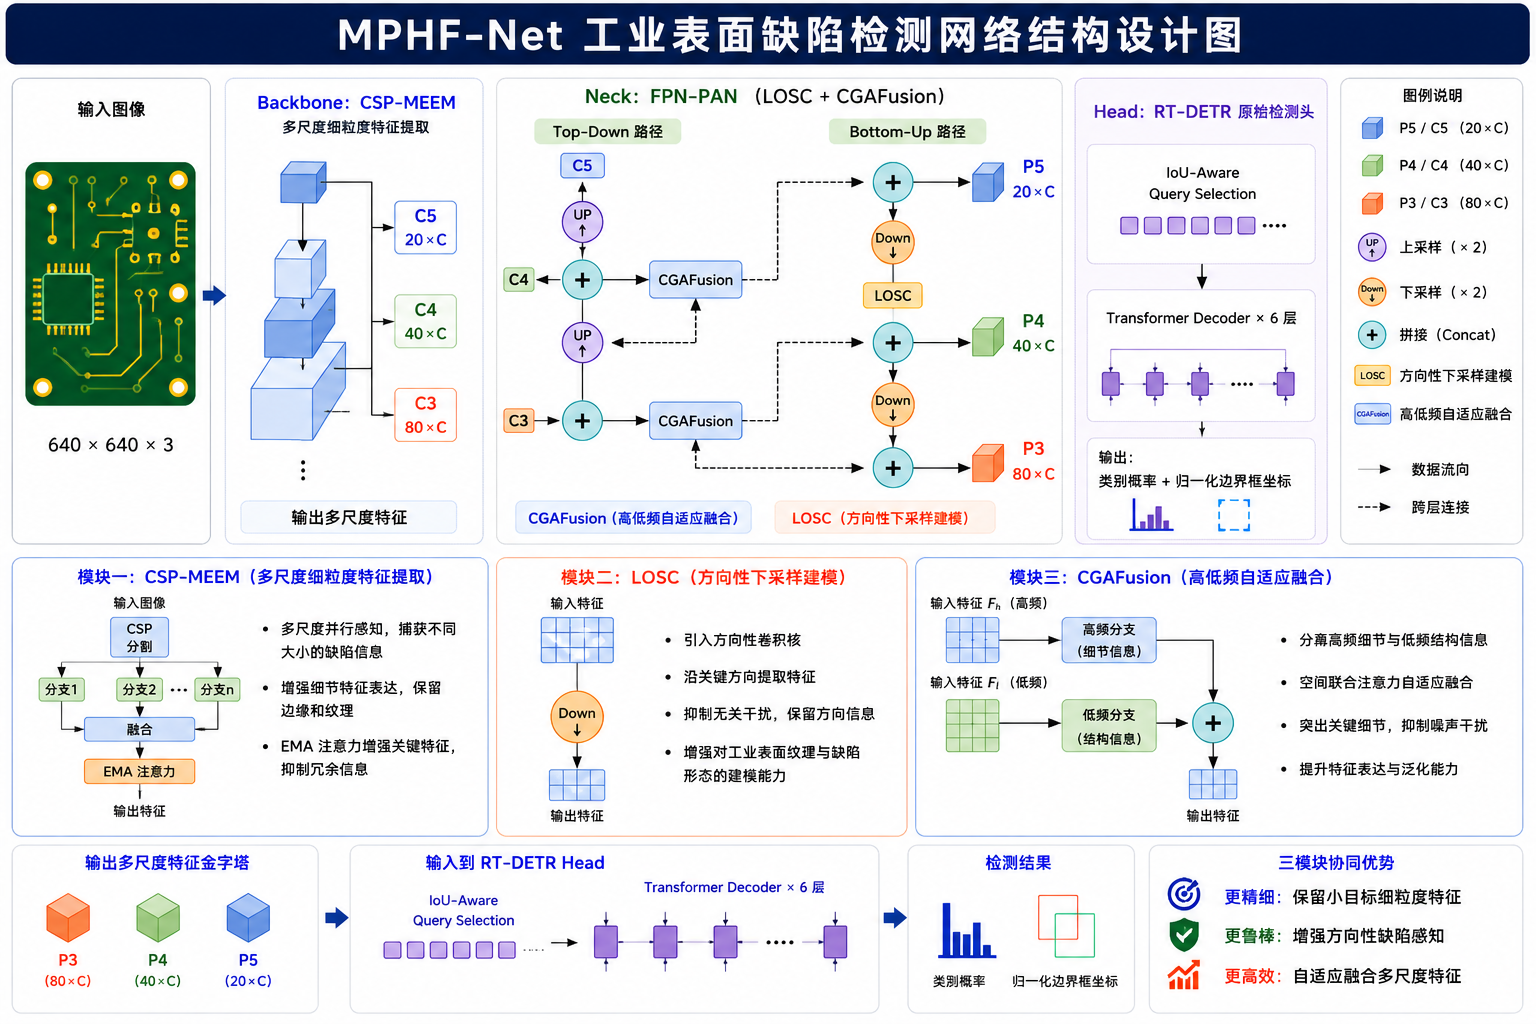 MPHF-Net 工业表面缺陷检测网络结构设计图
输入图像
640 × 640 × 3
Backbone: CSP-MEEM
多尺度细粒度特征提取
C5
20×C
C4
40×C
C3
80×C
输出多尺度特征
Neck: FPN-PAN (LOSC + CGAFusion)
Top-Down 路径
Bottom-Up 路径
C5
UP
C4
CGAFusion
UP
C3
CGAFusion
Down
LOSC
Down
P5
20×C
P4
40×C
P3
80×C
CGAFusion (高低频自适应融合)
LOSC (方向性下采样建模)
Head: RT-DETR 原检测头
IoU-Aware
Query Selection
Transformer Decoder × 6 层
输出:
类别概率 + 归一化边界框坐标
图例说明
P5 / C5 (20×C)
P4 / C4 (40×C)
P3 / C3 (80×C)
UP 上采样 (× 2)
Down 下采样 (× 2)
+ 拼接 (Concat)
LOSC 方向性下采样建模
CGAFusion 高低频自适应融合
数据流向
跨层连接
模块一: CSP-MEEM (多尺度细粒度特征提取)
输入图像
CSP
分割
分支1
分支2
分支n
融合
EMA 注意力
输出特征
• 多尺度并行感知, 捕获不同
大小的缺陷信息
• 增强细节特征表达, 保留
边缘和纹理
• EMA 注意力增强关键特征,
抑制冗余信息
模块二: LOSC (方向性下采样建模)
输入特征
Down
输出特征
• 引入方向性卷积核
• 沿关键方向提取特征
• 抑制无关干扰, 保留方向信息
• 增强对工业表面纹理与缺陷
形态的建模能力
模块三: CGAFusion (高低频自适应融合)
输入特征 Fh (高频)
高频分支
(细节信息)
输入特征 Fl (低频)
低频分支
(结构信息)
输出特征
• 分高频细节与低频结构信息
• 空间联合注意力自适应融合
• 突出关键细节, 抑制噪声干扰
• 提升特征表达与泛化能力
输出多尺度特征金字塔
P3
(80×C)
P4
(40×C)
P5
(20×C)
输入到 RT-DETR Head
IoU-Aware
Query Selection
Transformer Decoder × 6 层
检测结果
类别概率
归一化边界框坐标
三模块协同优势
更精细: 保留小目标细粒度特征
更鲁棒: 增强方向性缺陷感知
更高效: 自适应融合多尺度特征